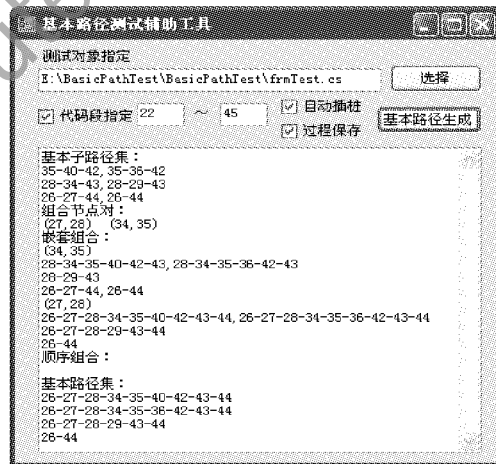 基本路径测试辅助工具
测试对象指定
E:\BasicPathTest\BasicPathTest\frmTest.cs 选择
代码段指定 22 ～ 45 自动插桩
过程保存 基本路径生成
基本子路径集：
35-40-42,35-36-42
28-34-43,28-29-43
26-27-44,26-44
组合节点对：
(27,28) (34,35)
嵌套组合：
(34,35)
28-34-35-40-42-43,28-34-35-36-42-43
28-29-43
26-27-44,26-44
(27,28)
26-27-28-34-35-40-42-43-44,26-27-28-34-35-36-42-43-44
26-27-28-29-43-44
26-44
顺序组合：
基本路径集：
26-27-28-34-35-40-42-43-44
26-27-28-34-35-36-42-43-44
26-27-28-29-43-44
26-44